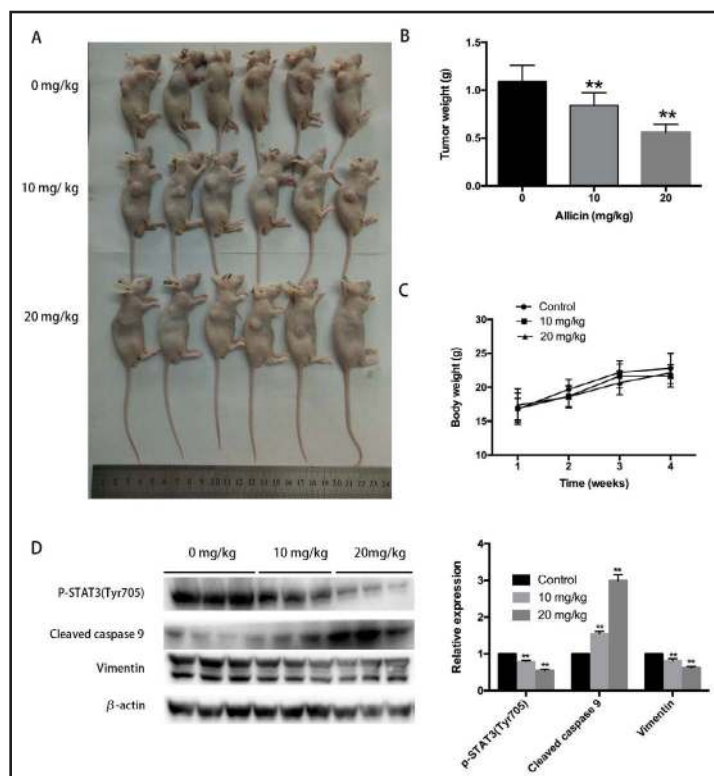 A
0 mg/kg
10 mg/ kg
20 mg/kg
B
Tumor weight (g)
1.5
1.0
0.5
0.0
**
**
0
10
20
Allicin (mg/kg)
C
Body weight (g)
30
25
20
15
10
Control
10 mg/kg
20 mg/kg
1
2
3
4
Time (weeks)
D
0 mg/kg
10 mg/kg
20mg/kg
P-STAT3(Tyr705)
Cleaved caspase 9
Vimentin
β-actin
Relative expression
4
3
2
1
0
Control
10 mg/kg
20 mg/kg
**
**
**
**
**
**
p-STAT3(Tyr705)
Cleaved caspase 9
Vimentin